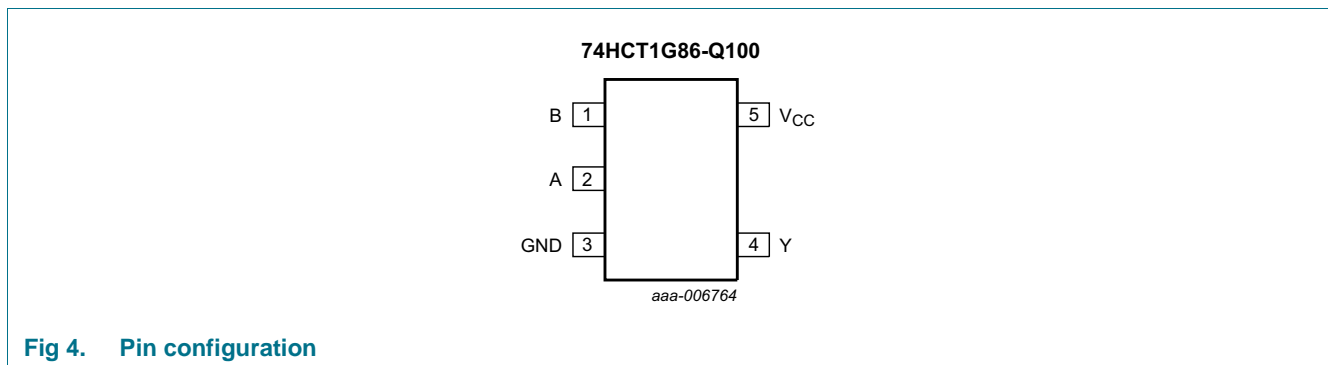 74HCT1G86-Q100
B 1 5 VCC
A 2
GND 3 4 Y
aaa-006764
Fig 4. Pin configuration